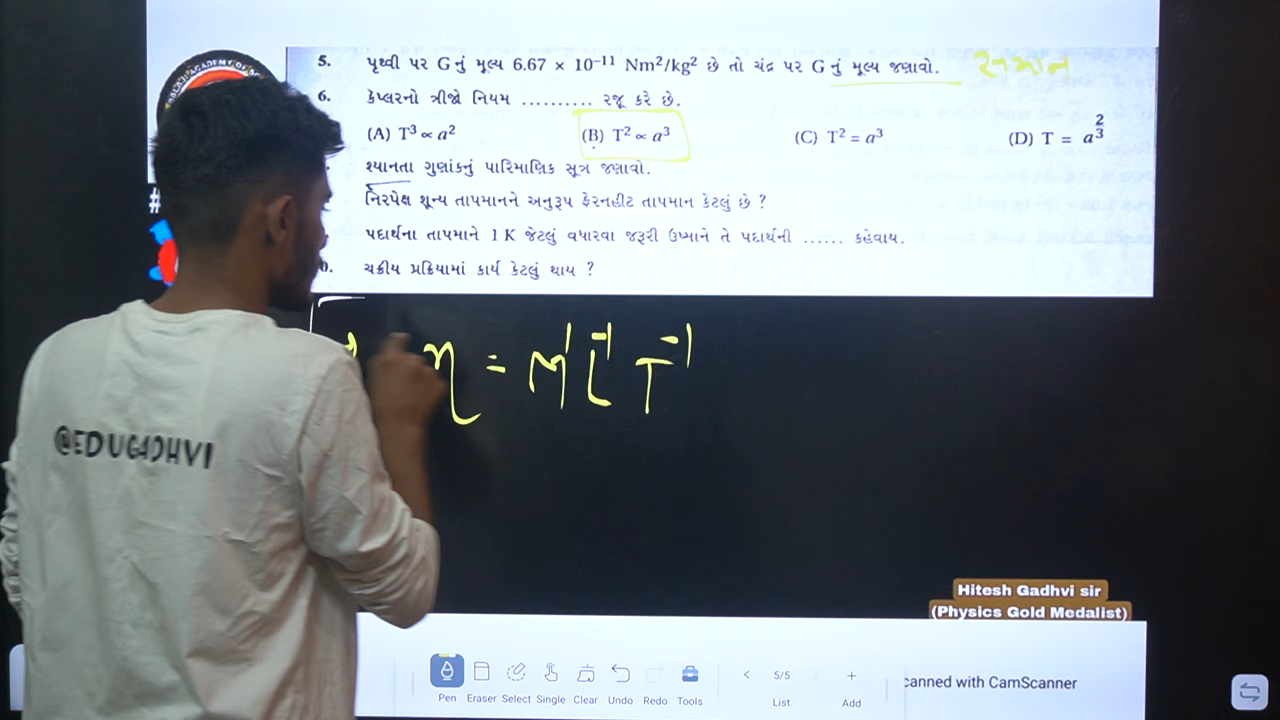 5. પૃથ્વી પર G નું મૂલ્ય 6.67 × 10⁻¹¹ Nm²/kg² છે તો ચંદ્ર પર G નું મૂલ્ય જણાવો. સમાન
6. કેપ્લરનો ત્રીજો નિયમ .......... રજૂ કરે છે.
(A) T³ ∝ a² (B) T² ∝ a³ (C) T² = a³ (D) T = a^(2/3)
શ્યાનતા ગુણાંકનું પારિમાણિક સૂત્ર જણાવો.
નિરપેક્ષ શૂન્ય તાપમાનને અનુરૂપ ફેરનહીટ તાપમાન કેટલું છે ?
પદાર્થના તાપમાને 1 K જેટલું વધારવા જરૂરી ઉષ્માને તે પદાર્થની ...... કહેવાય.
ચક્રીય પ્રક્રિયામાં કાર્ય કેટલું થાય ?
η = M¹ L⁻¹ T⁻¹
@EDUGADHVI
Hitesh Gadhvi sir
(Physics Gold Medalist)
Pen Eraser Select Single Clear Undo Redo Tools < 5/5 List + Add
canned with CamScanner